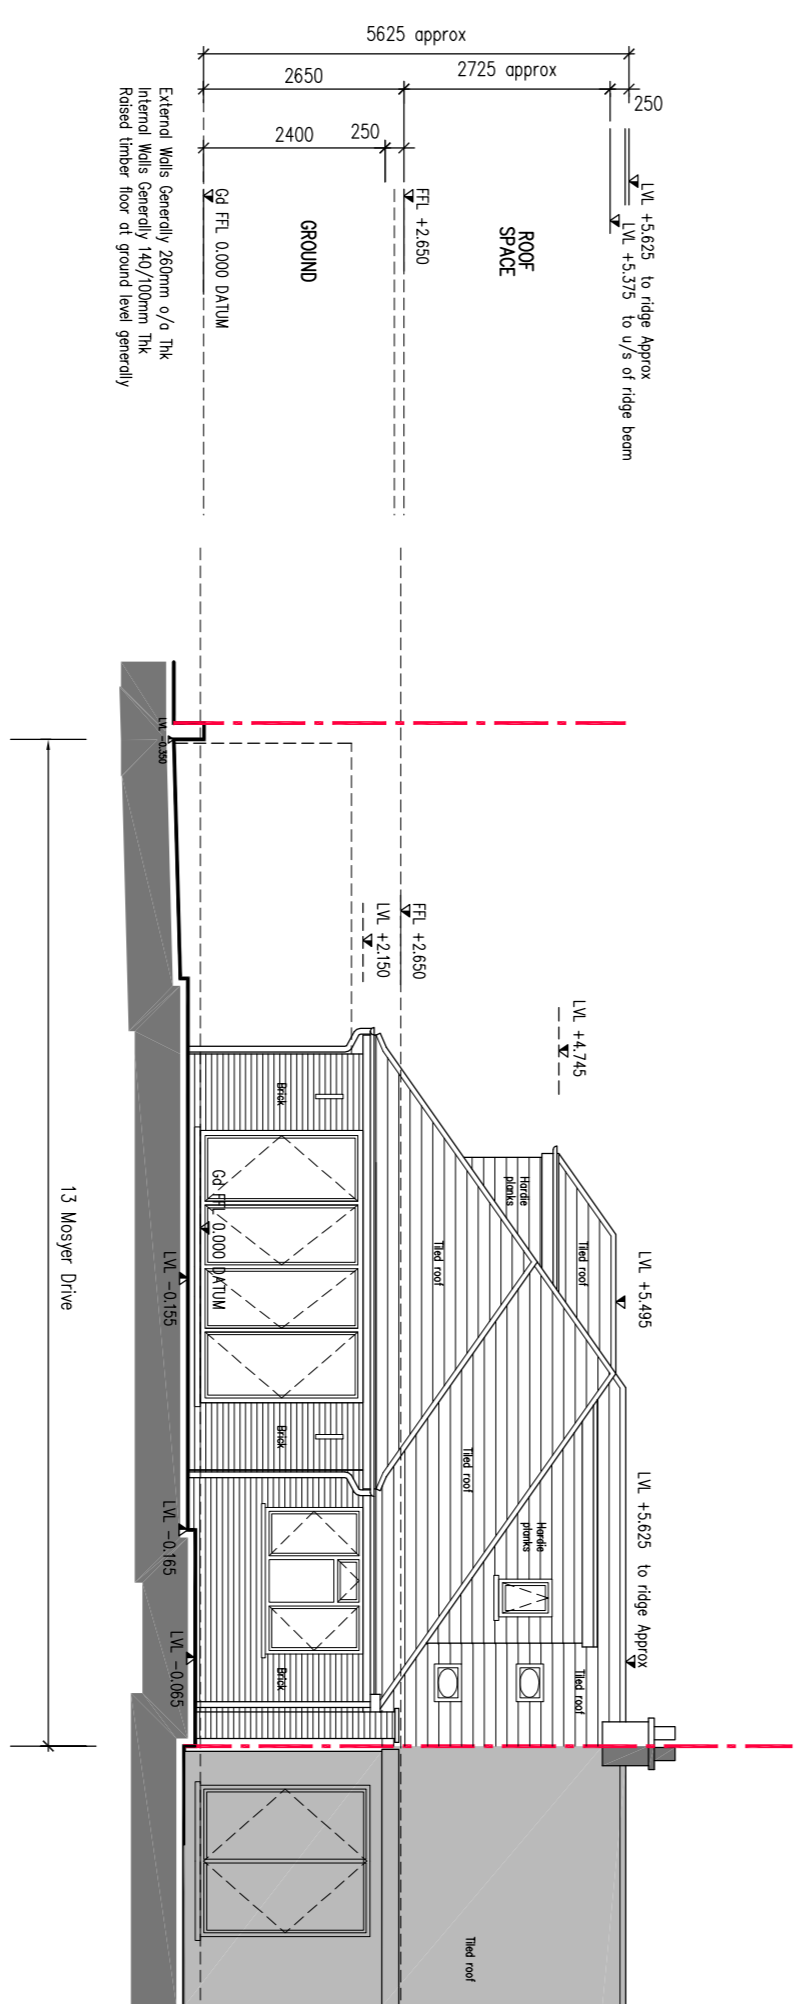 5625 approx
2650
2725 approx
250
2400
250
LVL +5.625 to ridge Approx
LVL +5.375 to u/s of ridge beam
ROOF
SPACE
FFL +2.650
GROUND
Gd FFL 0.000 DATUM
External Walls Generally 260mm o/a Thk
Internal Walls Generally 140/100mm Thk
Raised timber floor at ground level generally
LVL -0.350
FFL +2.650
LVL +2.150
LVL +4.745
Brick
Hardie
planks
Tiled roof
Tiled roof
LVL +5.495
Gd FFL 0.000 DATUM
LVL -0.155
13 Mosyer Drive
Brick
Tiled roof
Hardie
planks
LVL +5.625 to ridge Approx
LVL -0.165
LVL -0.065
Brick
Tiled roof
Tiled roof